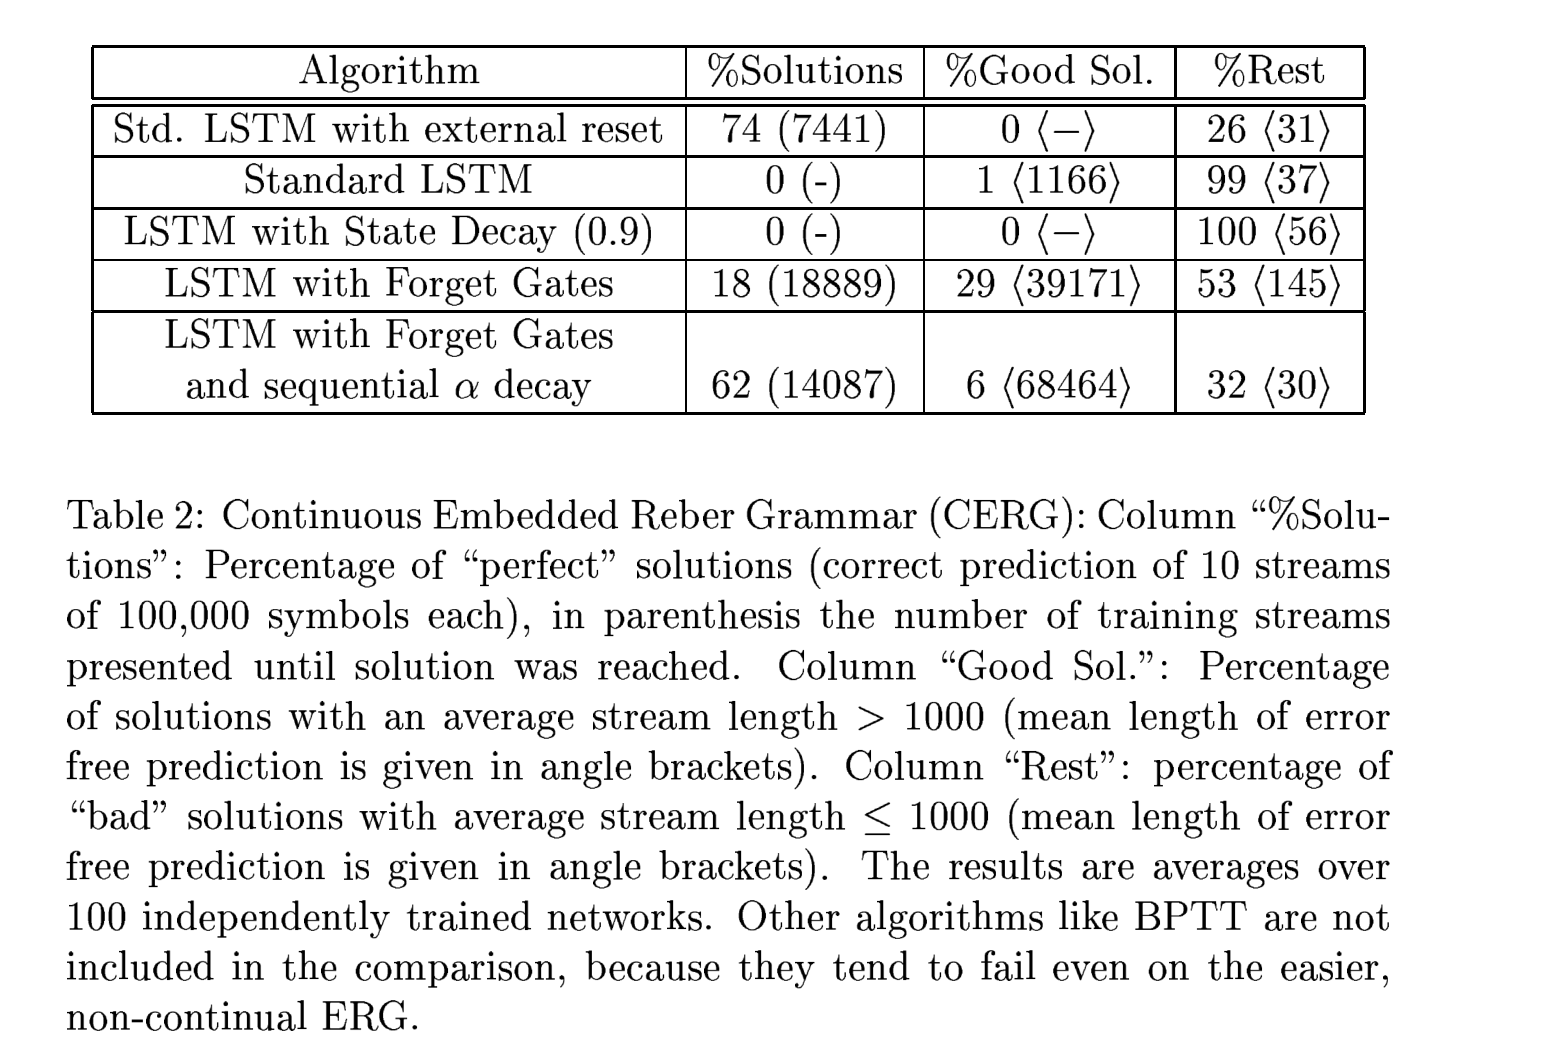 Algorithm %Solutions %Good Sol. %Rest
Std. LSTM with external reset 74 (7441) 0 ⟨−⟩ 26 ⟨31⟩
Standard LSTM 0 (-) 1 ⟨1166⟩ 99 ⟨37⟩
LSTM with State Decay (0.9) 0 (-) 0 ⟨−⟩ 100 ⟨56⟩
LSTM with Forget Gates 18 (18889) 29 ⟨39171⟩ 53 ⟨145⟩
LSTM with Forget Gates
and sequential α decay 62 (14087) 6 ⟨68464⟩ 32 ⟨30⟩
Table 2: Continuous Embedded Reber Grammar (CERG): Column “%Solu-
tions”: Percentage of “perfect” solutions (correct prediction of 10 streams
of 100,000 symbols each), in parenthesis the number of training streams
presented until solution was reached. Column “Good Sol.”: Percentage
of solutions with an average stream length > 1000 (mean length of error
free prediction is given in angle brackets). Column “Rest”: percentage of
“bad” solutions with average stream length ≤ 1000 (mean length of error
free prediction is given in angle brackets). The results are averages over
100 independently trained networks. Other algorithms like BPTT are not
included in the comparison, because they tend to fail even on the easier,
non-continual ERG.